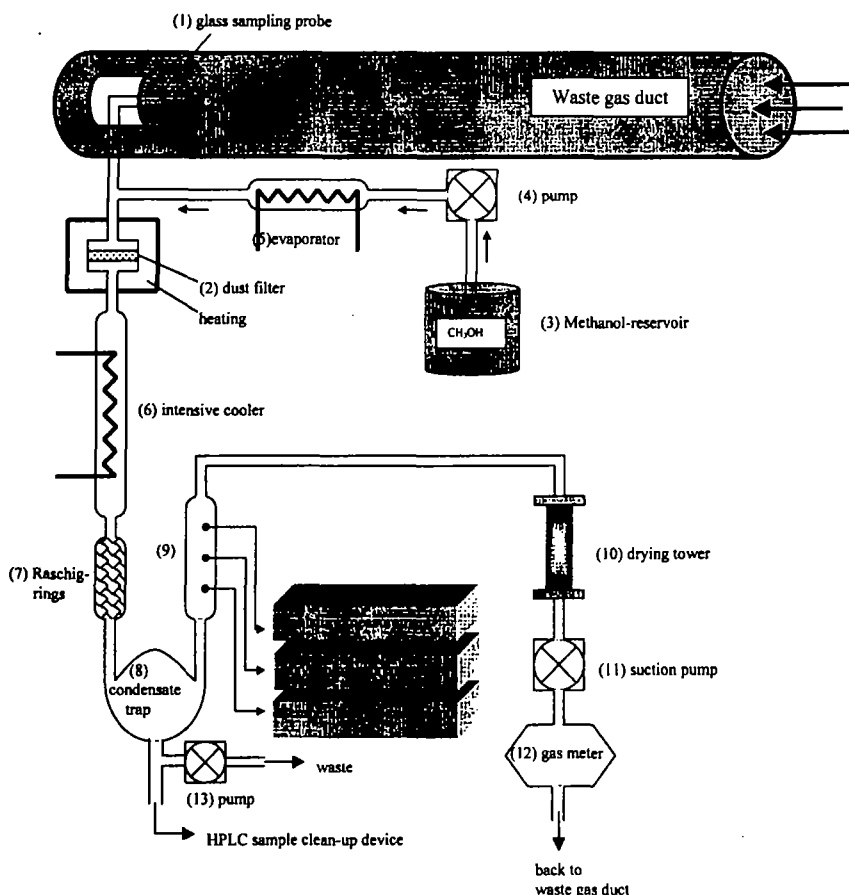 (1) glass sampling probe
Waste gas duct
(4) pump
(5)evaporator
(2) dust filter
heating
CH₃OH
(3) Methanol-reservoir
(6) intensive cooler
(9)
(7) Raschig-
rings
(10) drying tower
(8)
condensate
trap
(11) suction pump
(12) gas meter
waste
(13) pump
HPLC sample clean-up device
back to
waste gas duct